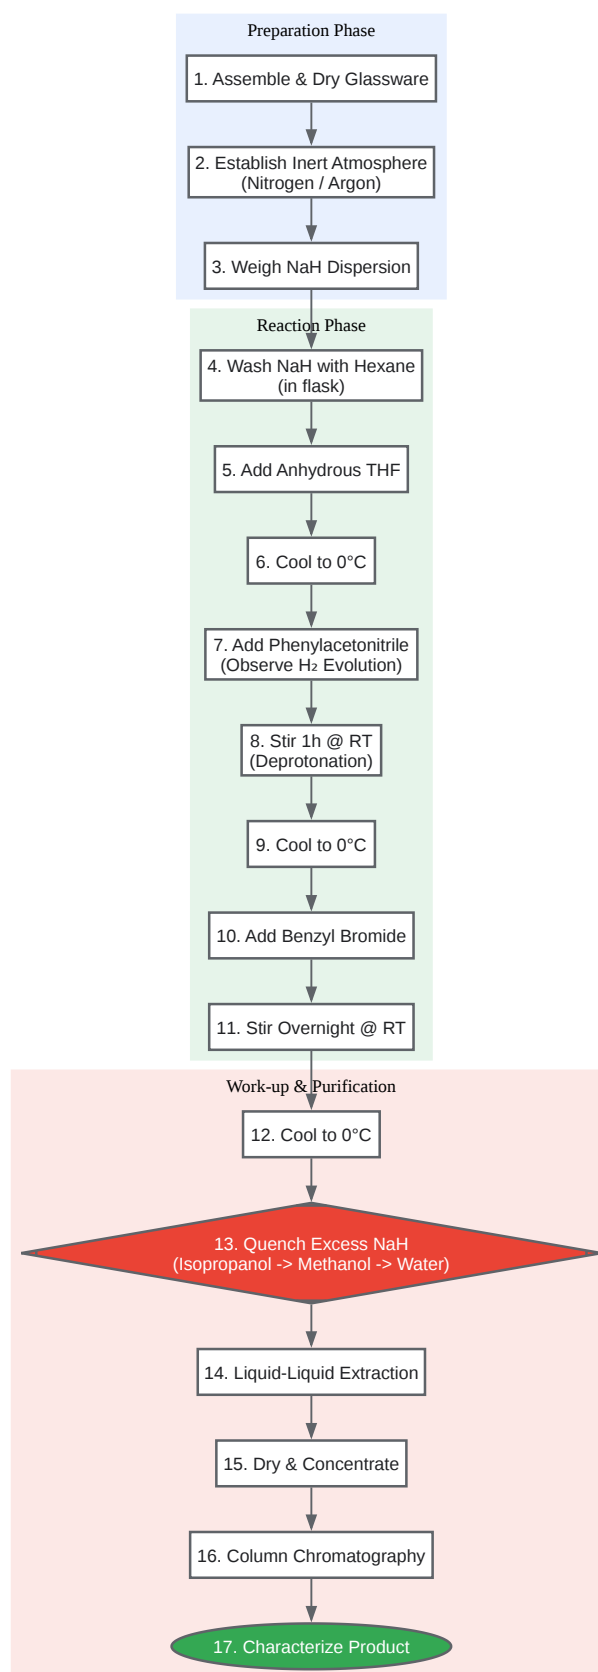 Preparation Phase
1. Assemble & Dry Glassware
2. Establish Inert Atmosphere
(Nitrogen / Argon)
3. Weigh NaH Dispersion
Reaction Phase
4. Wash NaH with Hexane
(in flask)
5. Add Anhydrous THF
6. Cool to 0°C
7. Add Phenylacetonitrile
(Observe H₂ Evolution)
8. Stir 1h @ RT
(Deprotonation)
9. Cool to 0°C
10. Add Benzyl Bromide
11. Stir Overnight @ RT
Work-up & Purification
12. Cool to 0°C
13. Quench Excess NaH
(Isopropanol -> Methanol -> Water)
14. Liquid-Liquid Extraction
15. Dry & Concentrate
16. Column Chromatography
17. Characterize Product